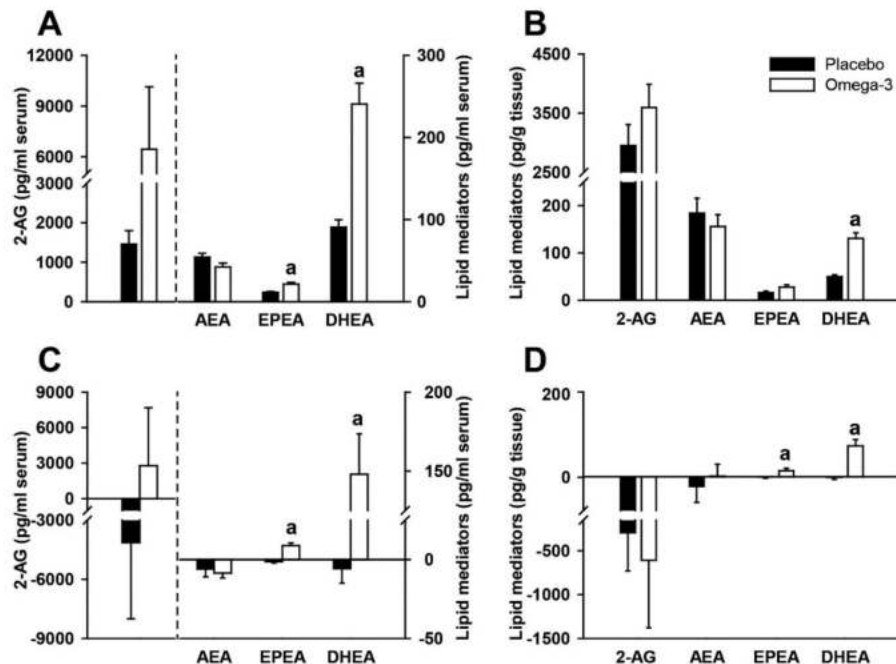 A
12000
9000
6000
3000
2000
1000
0
2-AG (pg/ml serum)
300
200
100
0
Lipid mediators (pg/ml serum)
a
a
AEA EPEA DHEA
B
4500
3500
2500
200
100
0
Lipid mediators (pg/g tissue)
Placebo
Omega-3
a
2-AG AEA EPEA DHEA
C
9000
6000
3000
0
-3000
-6000
-9000
2-AG (pg/ml serum)
200
150
0
-50
Lipid mediators (pg/ml serum)
a
a
AEA EPEA DHEA
D
200
0
-500
-1000
-1500
Lipid mediators (pg/g tissue)
a
a
2-AG AEA EPEA DHEA